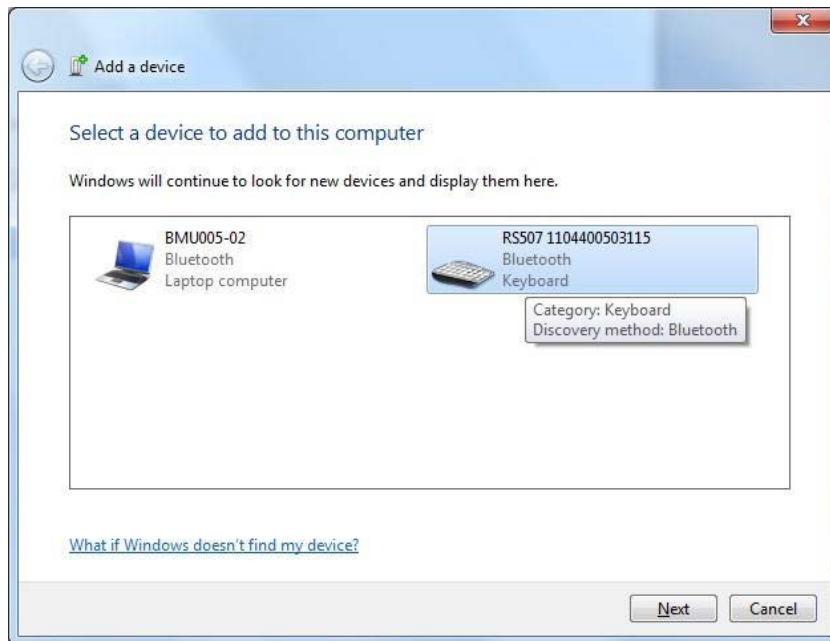 Add a device
Select a device to add to this computer
Windows will continue to look for new devices and display them here.
BMU005-02
Bluetooth
Laptop computer
RS507 1104400503115
Bluetooth
Keyboard
Category: Keyboard
Discovery method: Bluetooth
What if Windows doesn't find my device?
Next
Cancel